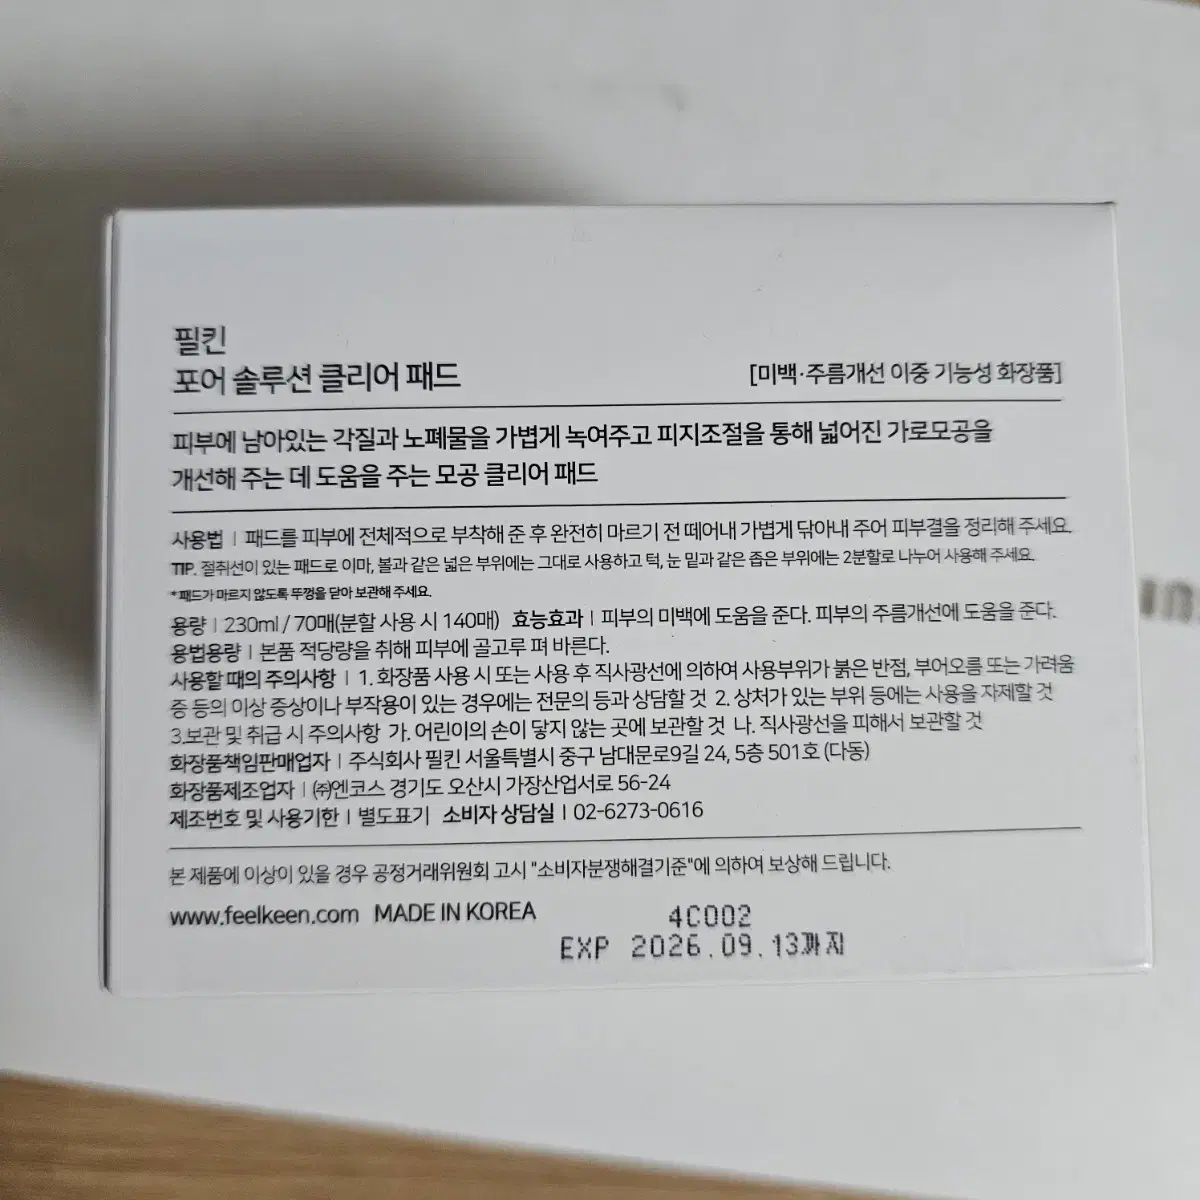 필킨
포어 솔루션 클리어 패드
[미백·주름개선 이중 기능성 화장품]
피부에 남아있는 각질과 노폐물을 가볍게 녹여주고 피지조절을 통해 넓어진 가로모공을
개선해 주는 데 도움을 주는 모공 클리어 패드
사용법 | 패드를 피부에 전체적으로 부착해 준 후 완전히 마르기 전 떼어내 가볍게 닦아내 주어 피부결을 정리해 주세요.
TIP. 절취선이 있는 패드로 이마, 볼과 같은 넓은 부위에는 그대로 사용하고 턱, 눈 밑과 같은 좁은 부위에는 2분할로 나누어 사용해 주세요.
*패드가 마르지 않도록 뚜껑을 닫아 보관해 주세요.
용량 | 230ml / 70매(분할 사용 시 140매) 효능효과 | 피부의 미백에 도움을 준다. 피부의 주름개선에 도움을 준다.
용법용량 | 본품 적당량을 취해 피부에 골고루 펴 바른다.
사용할 때의 주의사항 | 1. 화장품 사용 시 또는 사용 후 직사광선에 의하여 사용부위가 붉은 반점, 부어오름 또는 가려움
증 등의 이상 증상이나 부작용이 있는 경우에는 전문의 등과 상담할 것 2. 상처가 있는 부위 등에는 사용을 자제할 것
3.보관 및 취급 시 주의사항 가. 어린이의 손이 닿지 않는 곳에 보관할 것 나. 직사광선을 피해서 보관할 것
화장품책임판매업자 | 주식회사 필킨 서울특별시 중구 남대문로9길 24, 5층 501호 (다동)
화장품제조업자 | ㈜엔코스 경기도 오산시 가장산업서로 56-24
제조번호 및 사용기한 | 별도표기 소비자 상담실 | 02-6273-0616
본 제품에 이상이 있을 경우 공정거래위원회 고시 "소비자분쟁해결기준"에 의하여 보상해 드립니다.
www.feelkeen.com MADE IN KOREA
4C002
EXP 2026.09.13까지